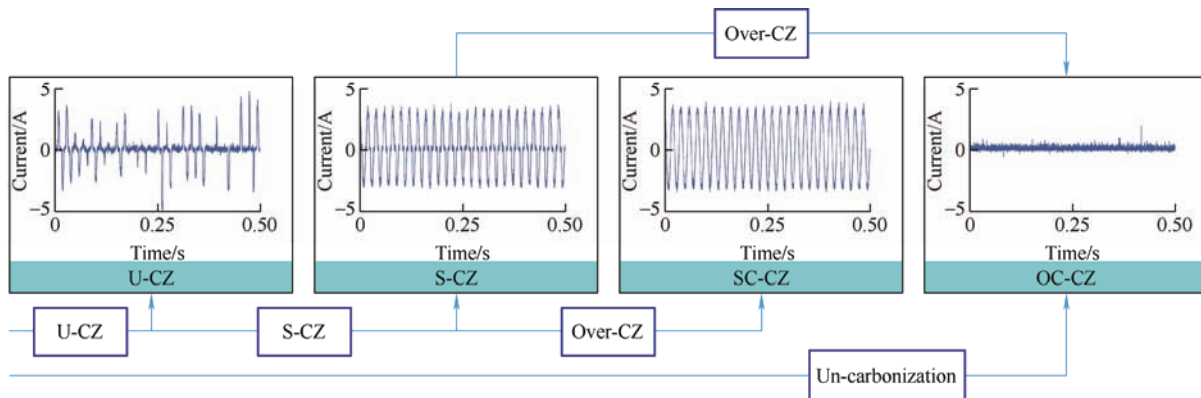 Over-CZ
Current/A
5
0
−5
0
0.25
0.50
Time/s
U-CZ
Current/A
5
0
−5
0
0.25
0.50
Time/s
S-CZ
Current/A
5
0
−5
0
0.25
0.50
Time/s
SC-CZ
Current/A
5
0
−5
0
0.25
0.50
Time/s
OC-CZ
U-CZ
S-CZ
Over-CZ
Un-carbonization